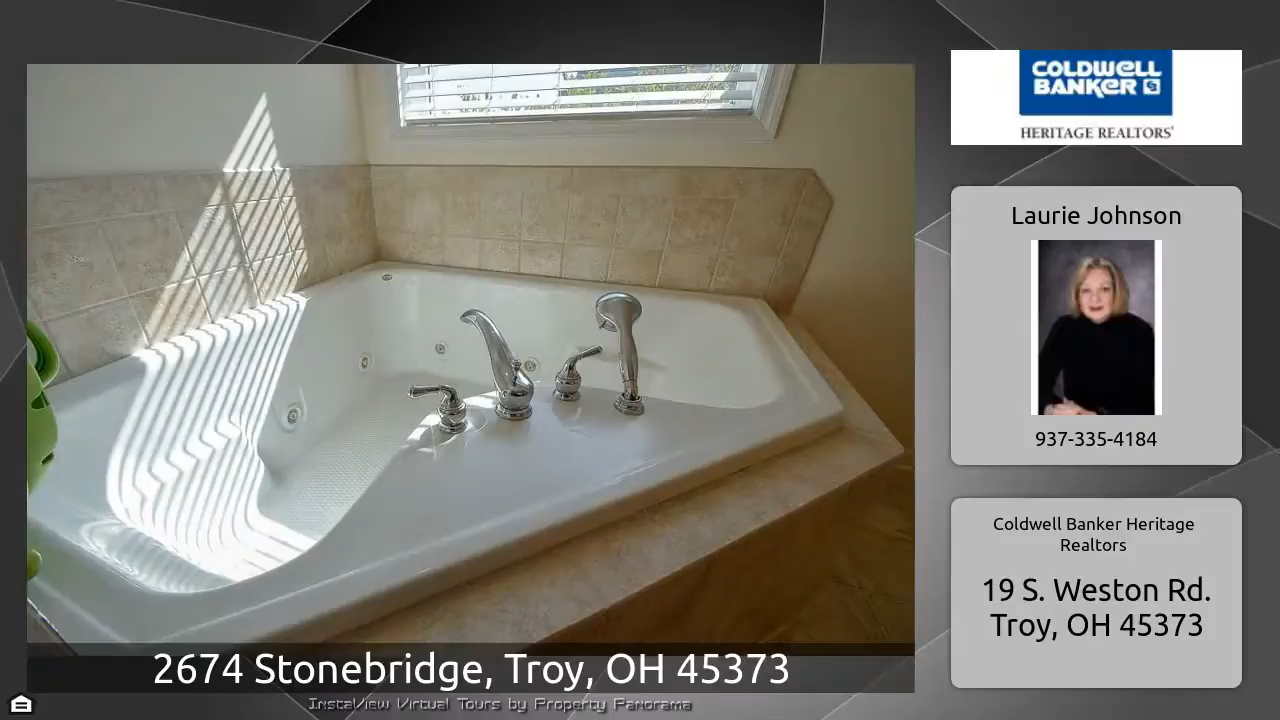 COLDWELL
BANKER
HERITAGE REALTORS
Laurie Johnson
937-335-4184
Coldwell Banker Heritage
Realtors
19 S. Weston Rd.
Troy, OH 45373
2674 Stonebridge, Troy, OH 45373
InstaView Virtual Tours by Property Panorama